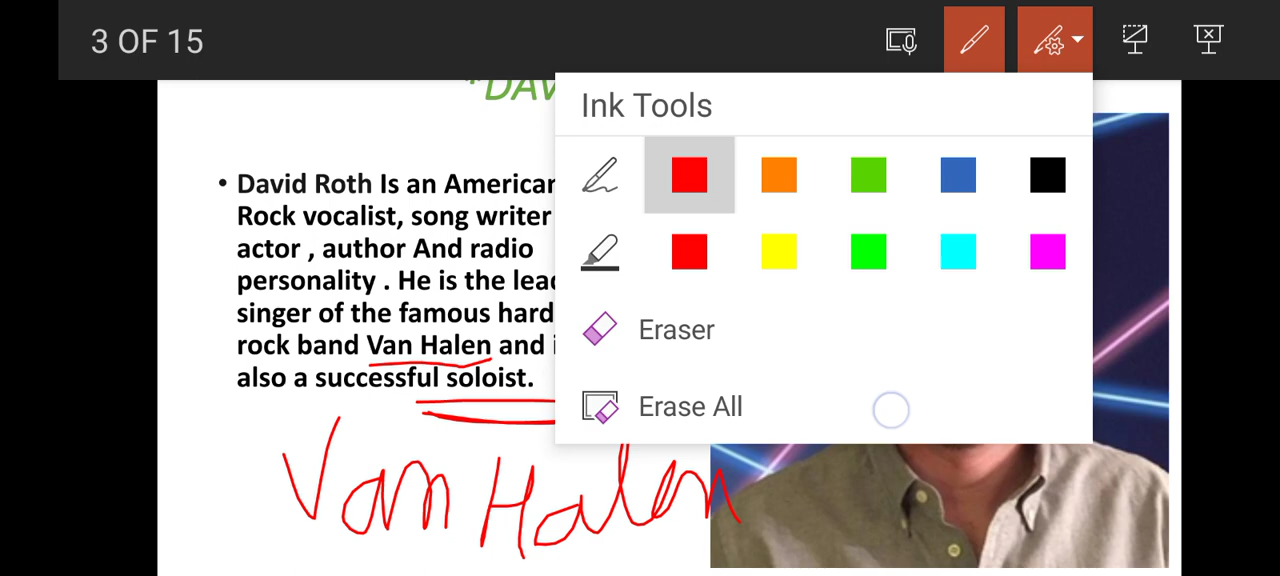 3 OF 15
"DAV
Ink Tools
• David Roth Is an American
Rock vocalist, song writer
actor , author And radio
personality . He is the lead
singer of the famous hard
rock band Van Halen and i
also a successful soloist.
Eraser
Erase All
Van Halen